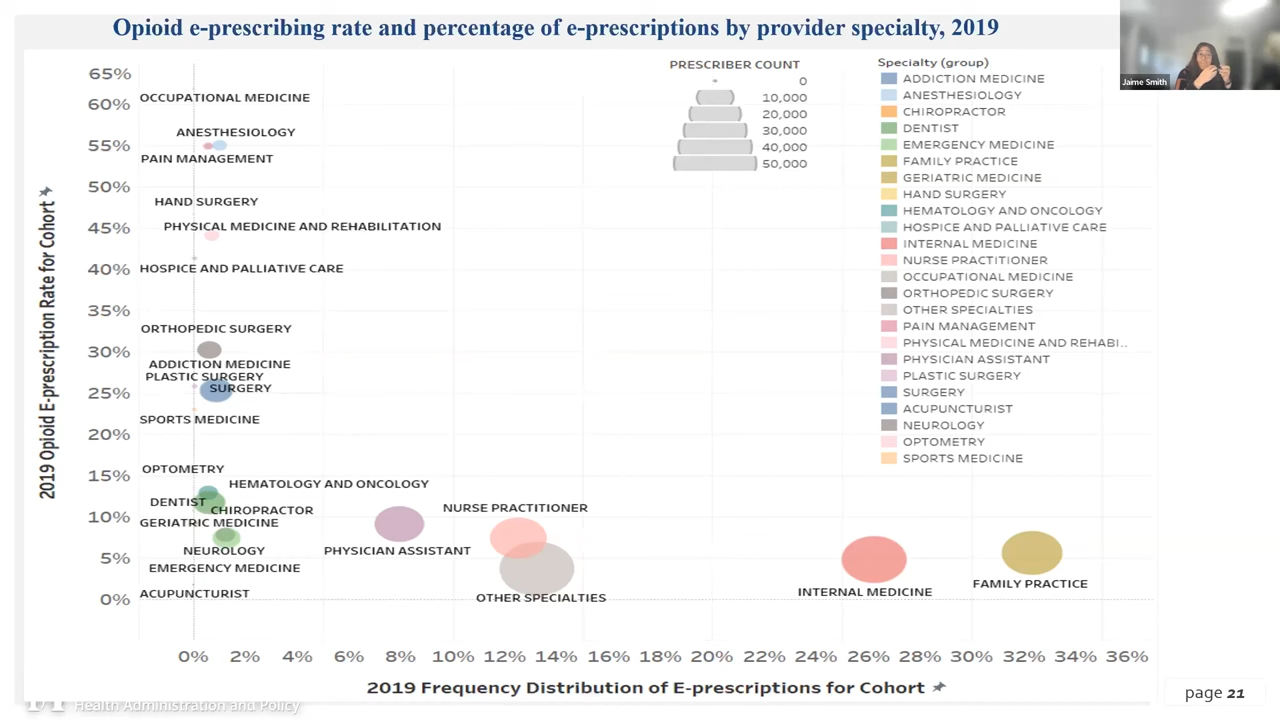 Opioid e-prescribing rate and percentage of e-prescriptions by provider specialty, 2019
Jaime Smith
2019 Opioid E-prescription Rate for Cohort
65%
60%
55%
50%
45%
40%
35%
30%
25%
20%
15%
10%
5%
0%
OCCUPATIONAL MEDICINE
ANESTHESIOLOGY
PAIN MANAGEMENT
HAND SURGERY
PHYSICAL MEDICINE AND REHABILITATION
HOSPICE AND PALLIATIVE CARE
ORTHOPEDIC SURGERY
ADDICTION MEDICINE
PLASTIC SURGERY
SURGERY
SPORTS MEDICINE
OPTOMETRY
HEMATOLOGY AND ONCOLOGY
DENTIST
CHIROPRACTOR
GERIATRIC MEDICINE
NEUROLOGY
EMERGENCY MEDICINE
ACUPUNCTURIST
PHYSICIAN ASSISTANT
NURSE PRACTITIONER
OTHER SPECIALTIES
INTERNAL MEDICINE
FAMILY PRACTICE
PRESCRIBER COUNT
0
10,000
20,000
30,000
40,000
50,000
Specialty (group)
ADDICTION MEDICINE
ANESTHESIOLOGY
CHIROPRACTOR
DENTIST
EMERGENCY MEDICINE
FAMILY PRACTICE
GERIATRIC MEDICINE
HAND SURGERY
HEMATOLOGY AND ONCOLOGY
HOSPICE AND PALLIATIVE CARE
INTERNAL MEDICINE
NURSE PRACTITIONER
OCCUPATIONAL MEDICINE
ORTHOPEDIC SURGERY
OTHER SPECIALTIES
PAIN MANAGEMENT
PHYSICAL MEDICINE AND REHABI..
PHYSICIAN ASSISTANT
PLASTIC SURGERY
SURGERY
ACUPUNCTURIST
NEUROLOGY
OPTOMETRY
SPORTS MEDICINE
0% 2% 4% 6% 8% 10% 12% 14% 16% 18% 20% 22% 24% 26% 28% 30% 32% 34% 36%
2019 Frequency Distribution of E-prescriptions for Cohort
Health Administration and Policy
page 21